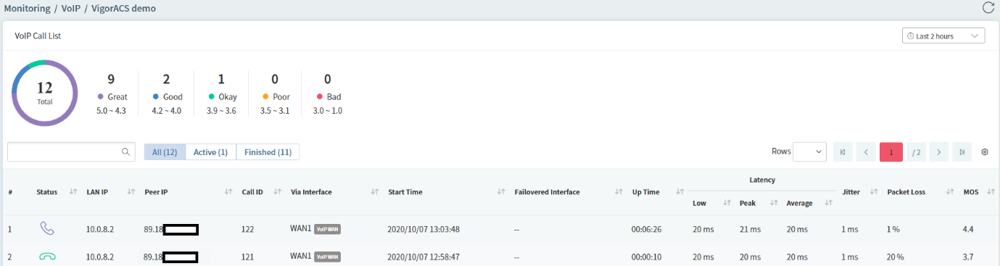 Monitoring / VoIP / VigorACS demo
VoIP Call List
Last 2 hours
12
Total
9 2 1 0 0
Great Good Okay Poor Bad
5.0 ~ 4.3 4.2 ~ 4.0 3.9 ~ 3.6 3.5 ~ 3.1 3.0 ~ 1.0
All (12) Active (1) Finished (11) Rows 1 / 2
Latency
# Status LAN IP Peer IP Call ID Via Interface Start Time Failovered Interface Up Time Jitter Packet Loss MOS
Low Peak Average
1 10.0.8.2 89.18 122 WAN1 VoIP WAN 2020/10/07 13:03:48 -- 00:06:26 20 ms 21 ms 20 ms 1 ms 1 % 4.4
2 10.0.8.2 89.18 121 WAN1 VoIP WAN 2020/10/07 12:58:47 -- 00:00:10 20 ms 20 ms 20 ms 1 ms 20 % 3.7